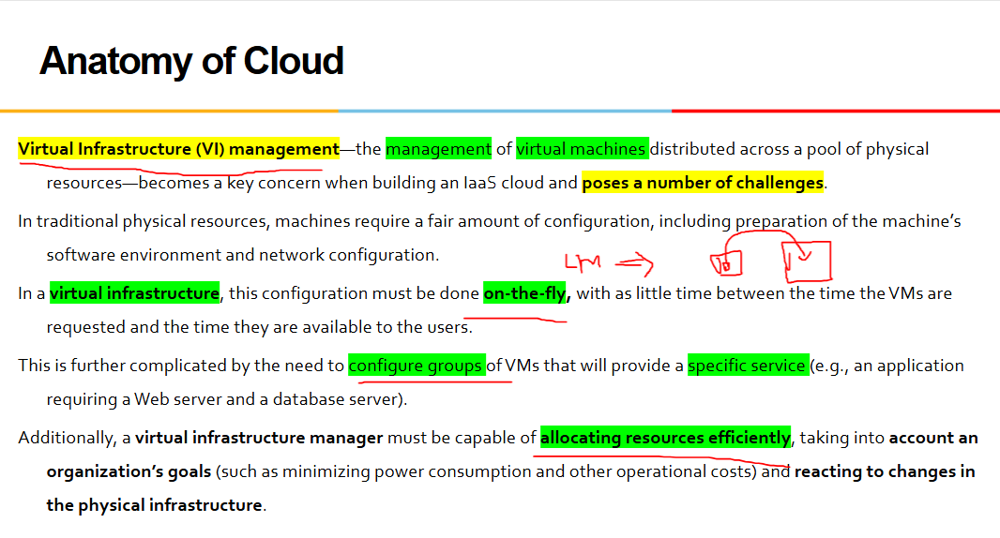 Anatomy of Cloud
Virtual Infrastructure (VI) management—the management of virtual machines distributed across a pool of physical
resources—becomes a key concern when building an IaaS cloud and poses a number of challenges.
In traditional physical resources, machines require a fair amount of configuration, including preparation of the machine’s
software environment and network configuration.
LM
In a virtual infrastructure, this configuration must be done on-the-fly, with as little time between the time the VMs are
requested and the time they are available to the users.
This is further complicated by the need to configure groups of VMs that will provide a specific service (e.g., an application
requiring a Web server and a database server).
Additionally, a virtual infrastructure manager must be capable of allocating resources efficiently, taking into account an
organization’s goals (such as minimizing power consumption and other operational costs) and reacting to changes in
the physical infrastructure.